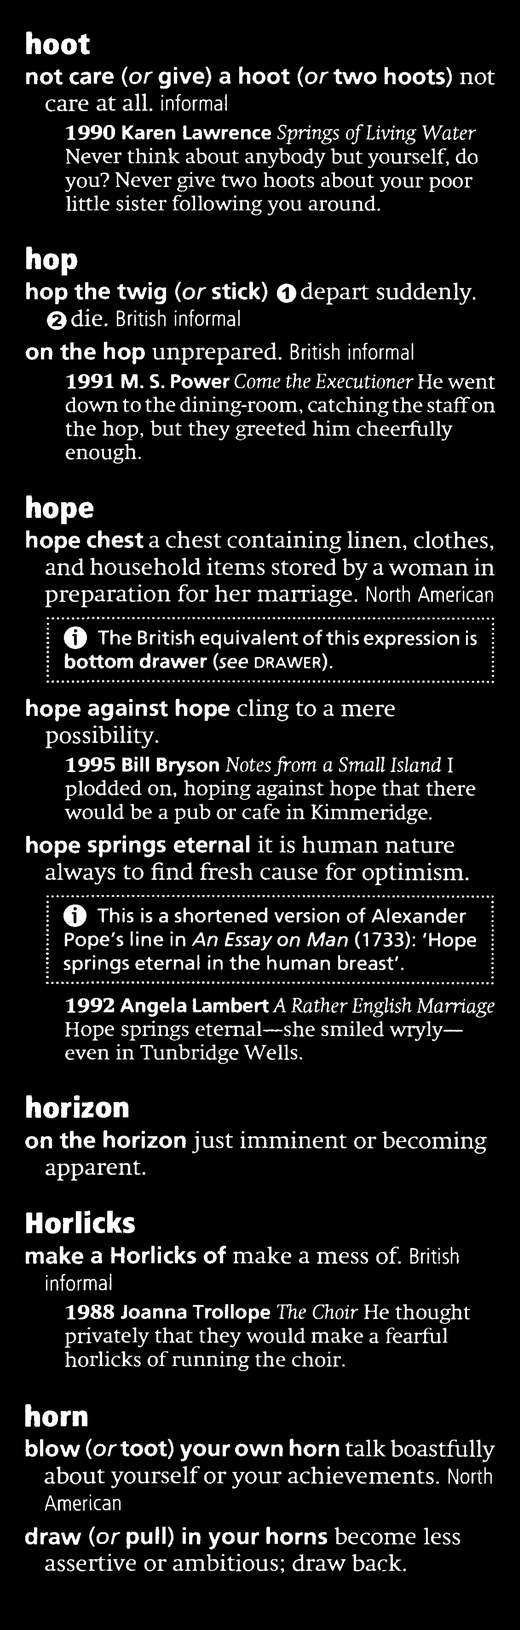 hoot
not care (or give) a hoot (or two hoots) not
care at all. informal
1990 Karen Lawrence Springs of Living Water
Never think about anybody but yourself, do
you? Never give two hoots about your poor
little sister following you around.
hop
hop the twig (or stick) ❶ depart suddenly.
❷ die. British informal
on the hop unprepared. British informal
1991 M. S. Power Come the Executioner He went
down to the dining-room, catching the staff on
the hop, but they greeted him cheerfully
enough.
hope
hope chest a chest containing linen, clothes,
and household items stored by a woman in
preparation for her marriage. North American
ⓘ The British equivalent of this expression is
bottom drawer (see DRAWER).
hope against hope cling to a mere
possibility.
1995 Bill Bryson Notes from a Small Island I
plodded on, hoping against hope that there
would be a pub or cafe in Kimmeridge.
hope springs eternal it is human nature
always to find fresh cause for optimism.
ⓘ This is a shortened version of Alexander
Pope's line in An Essay on Man (1733): 'Hope
springs eternal in the human breast'.
1992 Angela Lambert A Rather English Marriage
Hope springs eternal—she smiled wryly—
even in Tunbridge Wells.
horizon
on the horizon just imminent or becoming
apparent.
Horlicks
make a Horlicks of make a mess of. British
informal
1988 Joanna Trollope The Choir He thought
privately that they would make a fearful
horlicks of running the choir.
horn
blow (or toot) your own horn talk boastfully
about yourself or your achievements. North
American
draw (or pull) in your horns become less
assertive or ambitious; draw back.